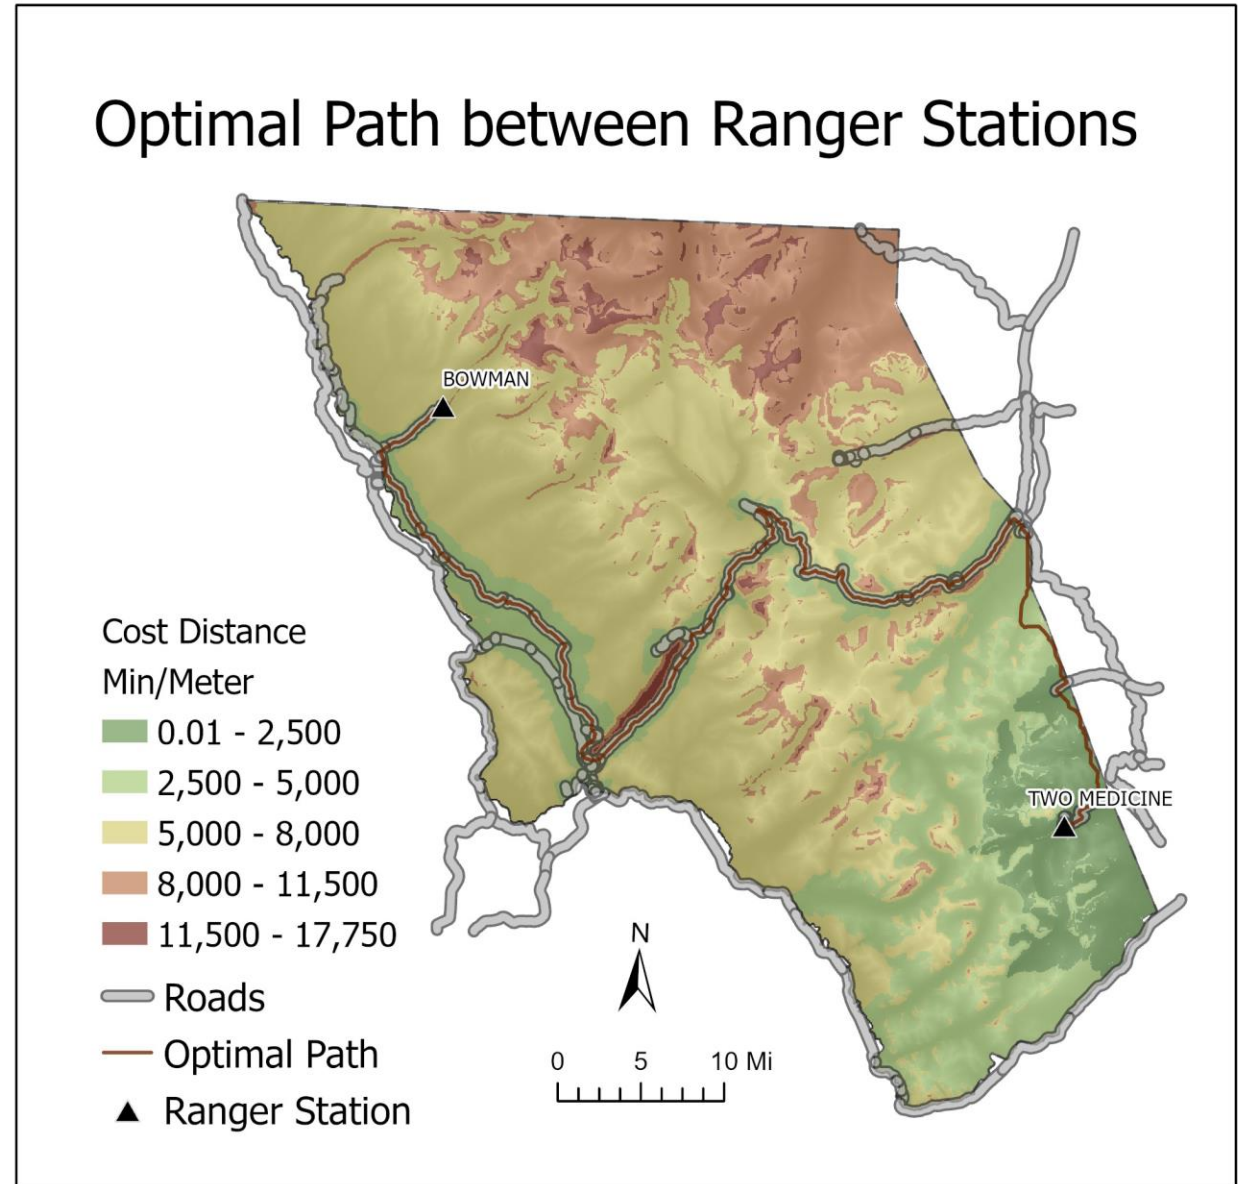 Optimal Path between Ranger Stations
BOWMAN
Cost Distance
Min/Meter
0.01 - 2,500
2,500 - 5,000
5,000 - 8,000
8,000 - 11,500
11,500 - 17,750
Roads
Optimal Path
Ranger Station
TWO MEDICINE
N
0 5 10 Mi